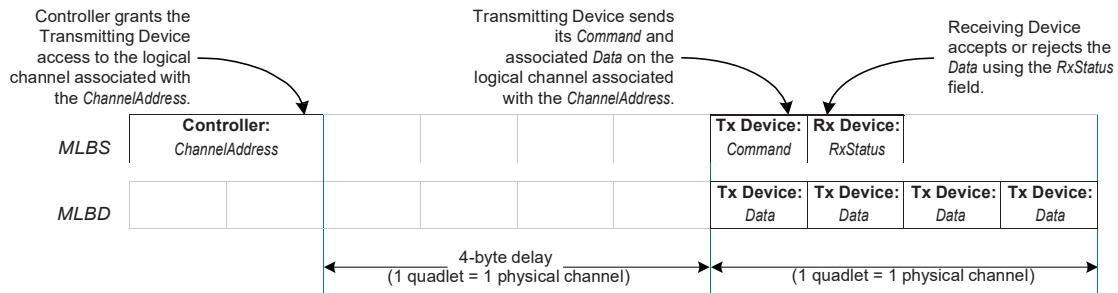 Controller grants the
Transmitting Device
access to the logical
channel associated with
the ChannelAddress.
Transmitting Device sends
its Command and
associated Data on the
logical channel associated
with the ChannelAddress.
Receiving Device
accepts or rejects the
Data using the RxStatus
field.
MLBS
Controller:
ChannelAddress
Tx Device:
Command
Rx Device:
RxStatus
MLBD
Tx Device:
Data
Tx Device:
Data
Tx Device:
Data
Tx Device:
Data
4-byte delay
(1 quadlet = 1 physical channel)
(1 quadlet = 1 physical channel)